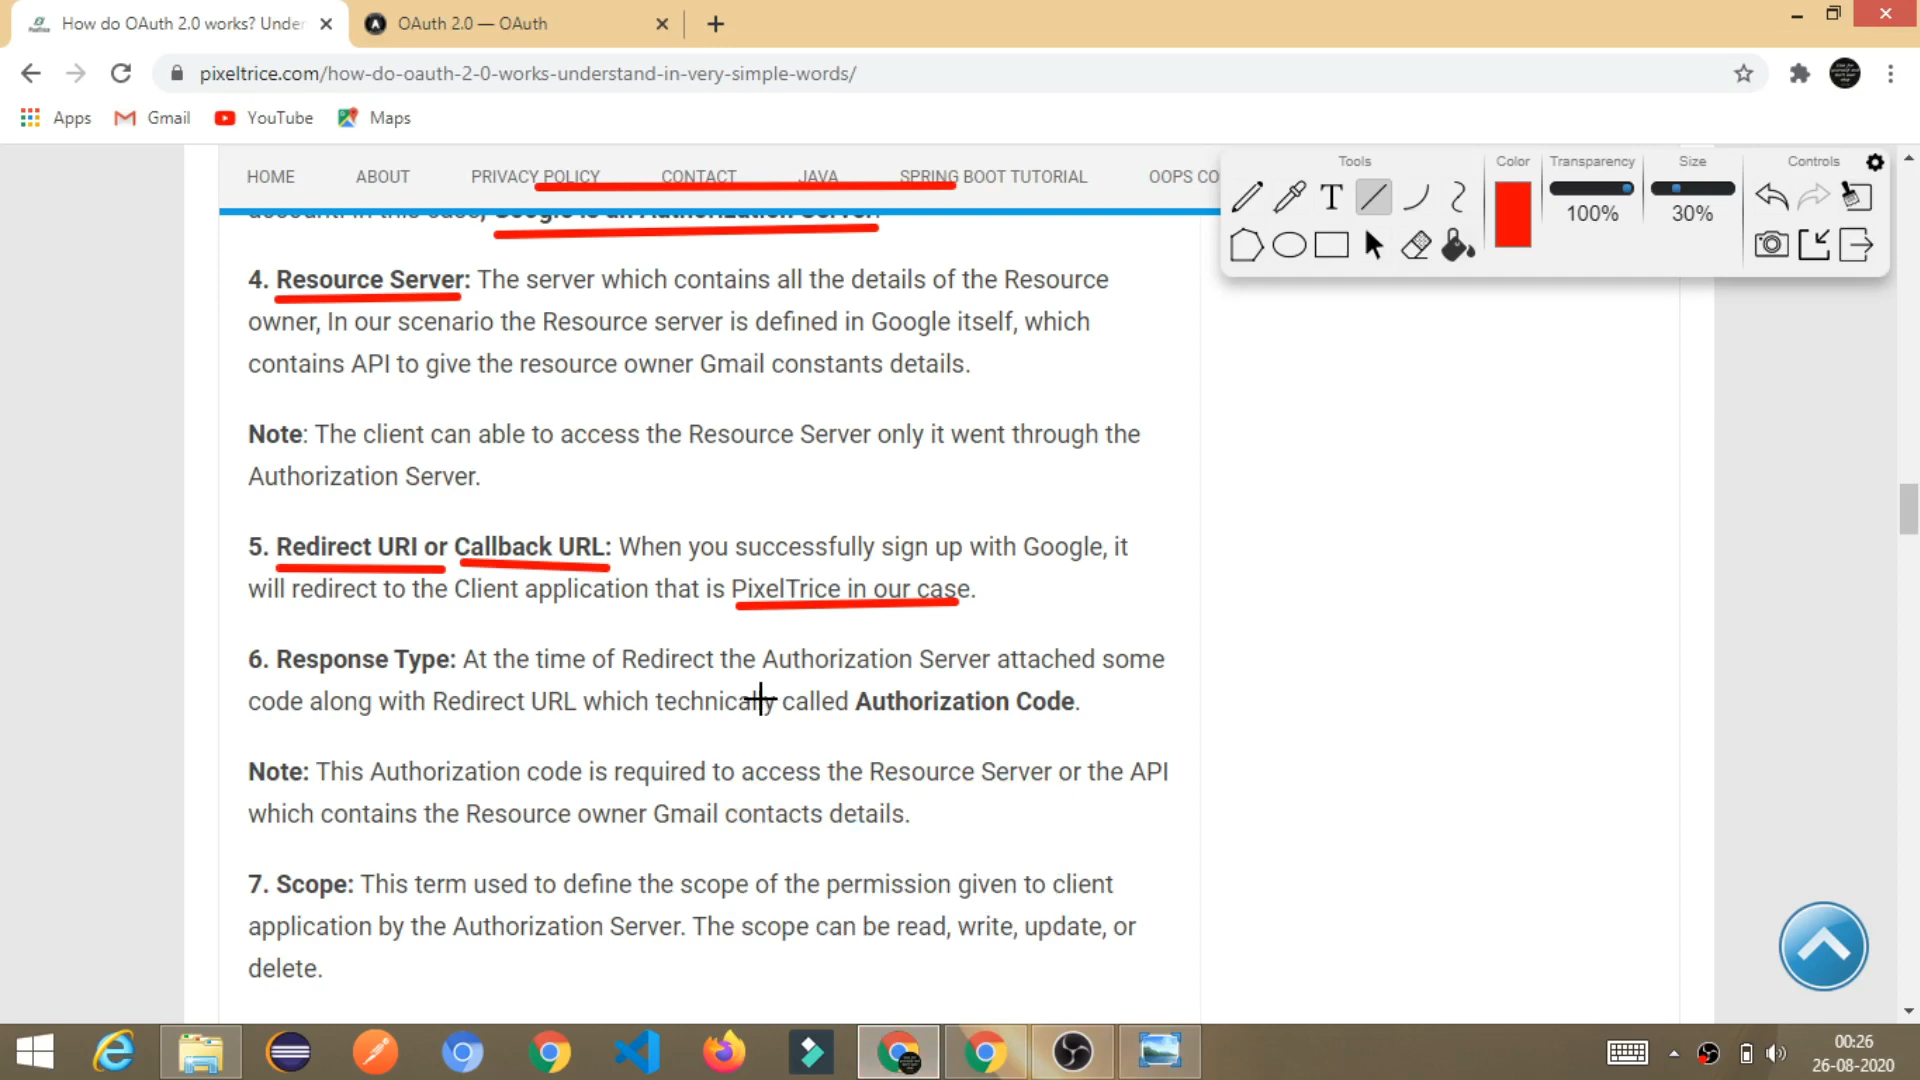 How do OAuth 2.0 works? Under
OAuth 2.0 — OAuth
pixeltrice.com/how-do-oauth-2-0-works-understand-in-very-simple-words/
Apps
Gmail
YouTube
Maps
HOME
ABOUT
PRIVACY POLICY
CONTACT
JAVA
SPRING BOOT TUTORIAL
OOPS CO
Tools
Color
Transparency
Size
Controls
T
100%
30%
account. In this case, Google is an Authorization Server.
4. Resource Server: The server which contains all the details of the Resource
owner, In our scenario the Resource server is defined in Google itself, which
contains API to give the resource owner Gmail constants details.
Note: The client can able to access the Resource Server only it went through the
Authorization Server.
5. Redirect URI or Callback URL: When you successfully sign up with Google, it
will redirect to the Client application that is PixelTrice in our case.
6. Response Type: At the time of Redirect the Authorization Server attached some
code along with Redirect URL which technically called Authorization Code.
Note: This Authorization code is required to access the Resource Server or the API
which contains the Resource owner Gmail contacts details.
7. Scope: This term used to define the scope of the permission given to client
application by the Authorization Server. The scope can be read, write, update, or
delete.
00:26
26-08-2020